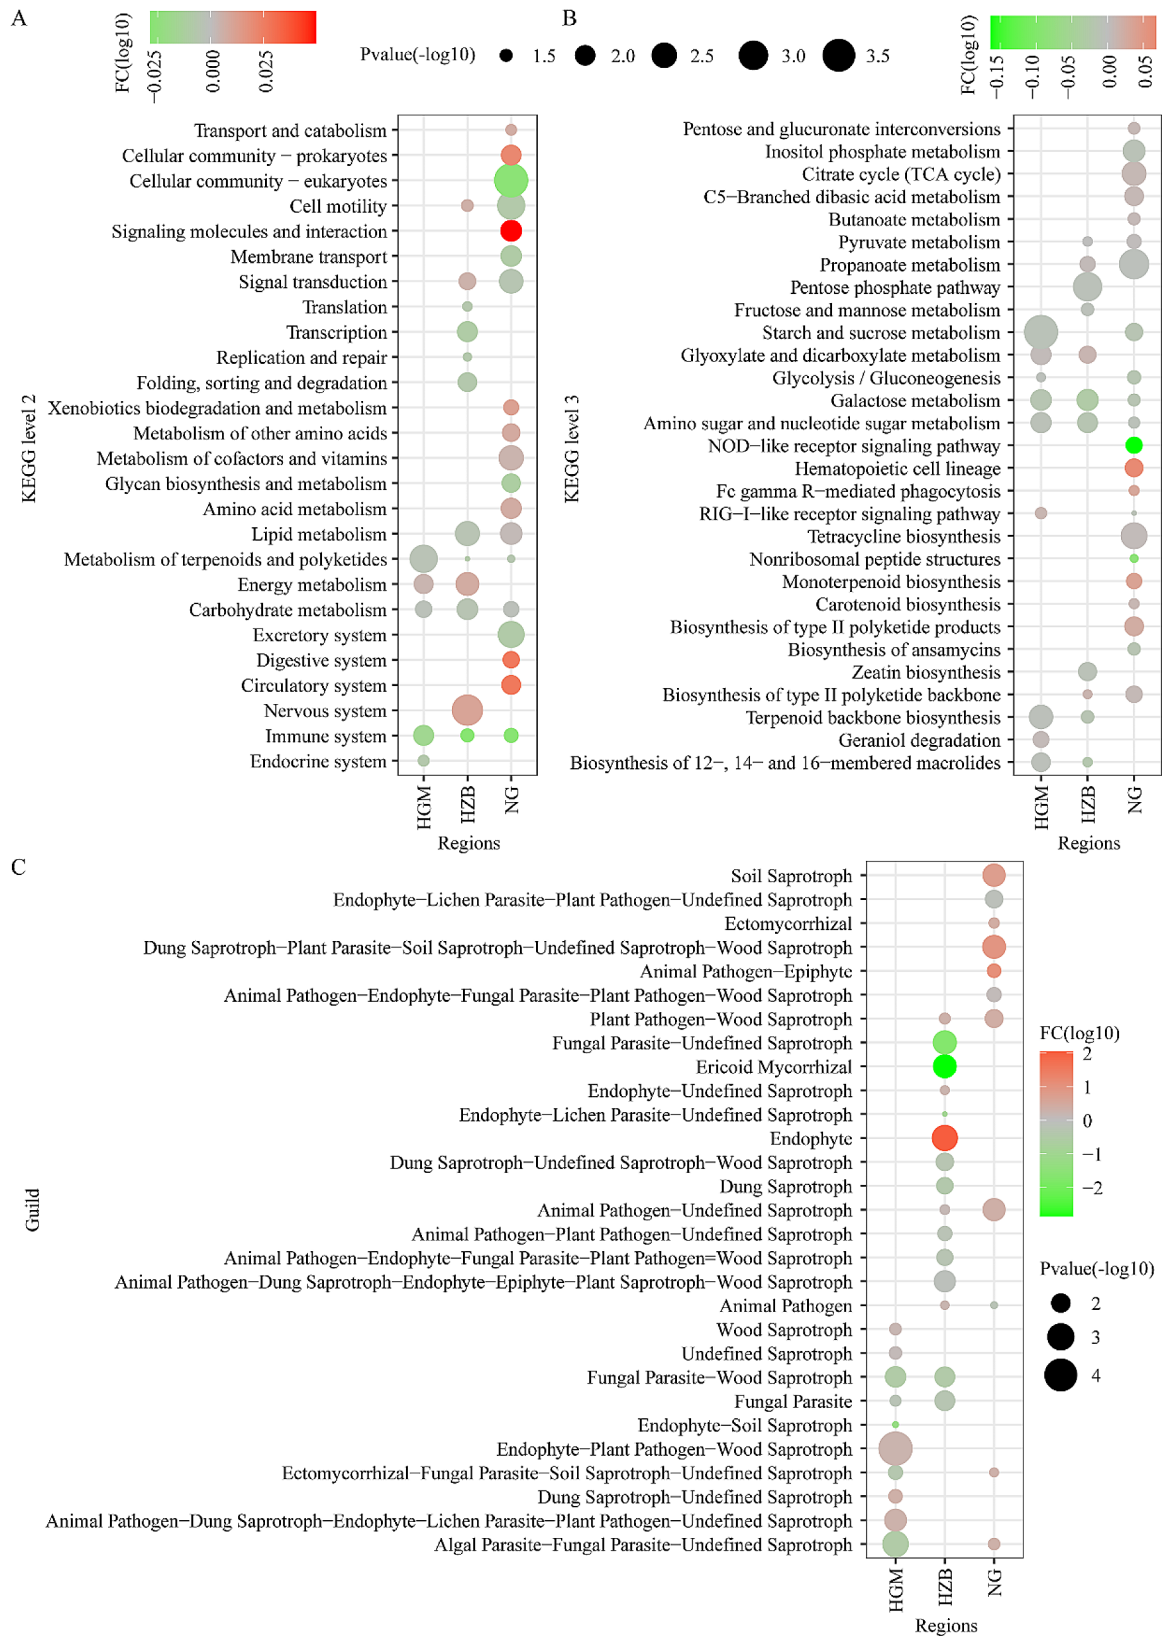 A
FC(log10)
−0.025
0.000
0.025
Pvalue(-log10)
1.5
2.0
2.5
3.0
3.5
B
FC(log10)
−0.15
−0.10
−0.05
0.00
0.05
KEGG level 2
Transport and catabolism
Cellular community − prokaryotes
Cellular community − eukaryotes
Cell motility
Signaling molecules and interaction
Membrane transport
Signal transduction
Translation
Transcription
Replication and repair
Folding, sorting and degradation
Xenobiotics biodegradation and metabolism
Metabolism of other amino acids
Metabolism of cofactors and vitamins
Glycan biosynthesis and metabolism
Amino acid metabolism
Lipid metabolism
Metabolism of terpenoids and polyketides
Energy metabolism
Carbohydrate metabolism
Excretory system
Digestive system
Circulatory system
Nervous system
Immune system
Endocrine system
HGM
HZB
NG
Regions
KEGG level 3
Pentose and glucuronate interconversions
Inositol phosphate metabolism
Citrate cycle (TCA cycle)
C5−Branched dibasic acid metabolism
Butanoate metabolism
Pyruvate metabolism
Propanoate metabolism
Pentose phosphate pathway
Fructose and mannose metabolism
Starch and sucrose metabolism
Glyoxylate and dicarboxylate metabolism
Glycolysis / Gluconeogenesis
Galactose metabolism
Amino sugar and nucleotide sugar metabolism
NOD−like receptor signaling pathway
Hematopoietic cell lineage
Fc gamma R−mediated phagocytosis
RIG−I−like receptor signaling pathway
Tetracycline biosynthesis
Nonribosomal peptide structures
Monoterpenoid biosynthesis
Carotenoid biosynthesis
Biosynthesis of type II polyketide products
Biosynthesis of ansamycins
Zeatin biosynthesis
Biosynthesis of type II polyketide backbone
Terpenoid backbone biosynthesis
Geraniol degradation
Biosynthesis of 12−, 14− and 16−membered macrolides
HGM
HZB
NG
Regions
C
Guild
Soil Saprotroph
Endophyte−Lichen Parasite−Plant Pathogen−Undefined Saprotroph
Ectomycorrhizal
Dung Saprotroph−Plant Parasite−Soil Saprotroph−Undefined Saprotroph−Wood Saprotroph
Animal Pathogen−Epiphyte
Animal Pathogen−Endophyte−Fungal Parasite−Plant Pathogen−Wood Saprotroph
Plant Pathogen−Wood Saprotroph
Fungal Parasite−Undefined Saprotroph
Ericoid Mycorrhizal
Endophyte−Undefined Saprotroph
Endophyte−Lichen Parasite−Undefined Saprotroph
Endophyte
Dung Saprotroph−Undefined Saprotroph−Wood Saprotroph
Dung Saprotroph
Animal Pathogen−Undefined Saprotroph
Animal Pathogen−Plant Pathogen−Undefined Saprotroph
Animal Pathogen−Endophyte−Fungal Parasite−Plant Pathogen=Wood Saprotroph
Animal Pathogen−Dung Saprotroph−Endophyte−Epiphyte−Plant Saprotroph−Wood Saprotroph
Animal Pathogen
Wood Saprotroph
Undefined Saprotroph
Fungal Parasite−Wood Saprotroph
Fungal Parasite
Endophyte−Soil Saprotroph
Endophyte−Plant Pathogen−Wood Saprotroph
Ectomycorrhizal−Fungal Parasite−Soil Saprotroph−Undefined Saprotroph
Dung Saprotroph−Undefined Saprotroph
Animal Pathogen−Dung Saprotroph−Endophyte−Lichen Parasite−Plant Pathogen−Undefined Saprotroph
Algal Parasite−Fungal Parasite−Undefined Saprotroph
HGM
HZB
NG
Regions
FC(log10)
2
1
0
−1
−2
Pvalue(-log10)
2
3
4